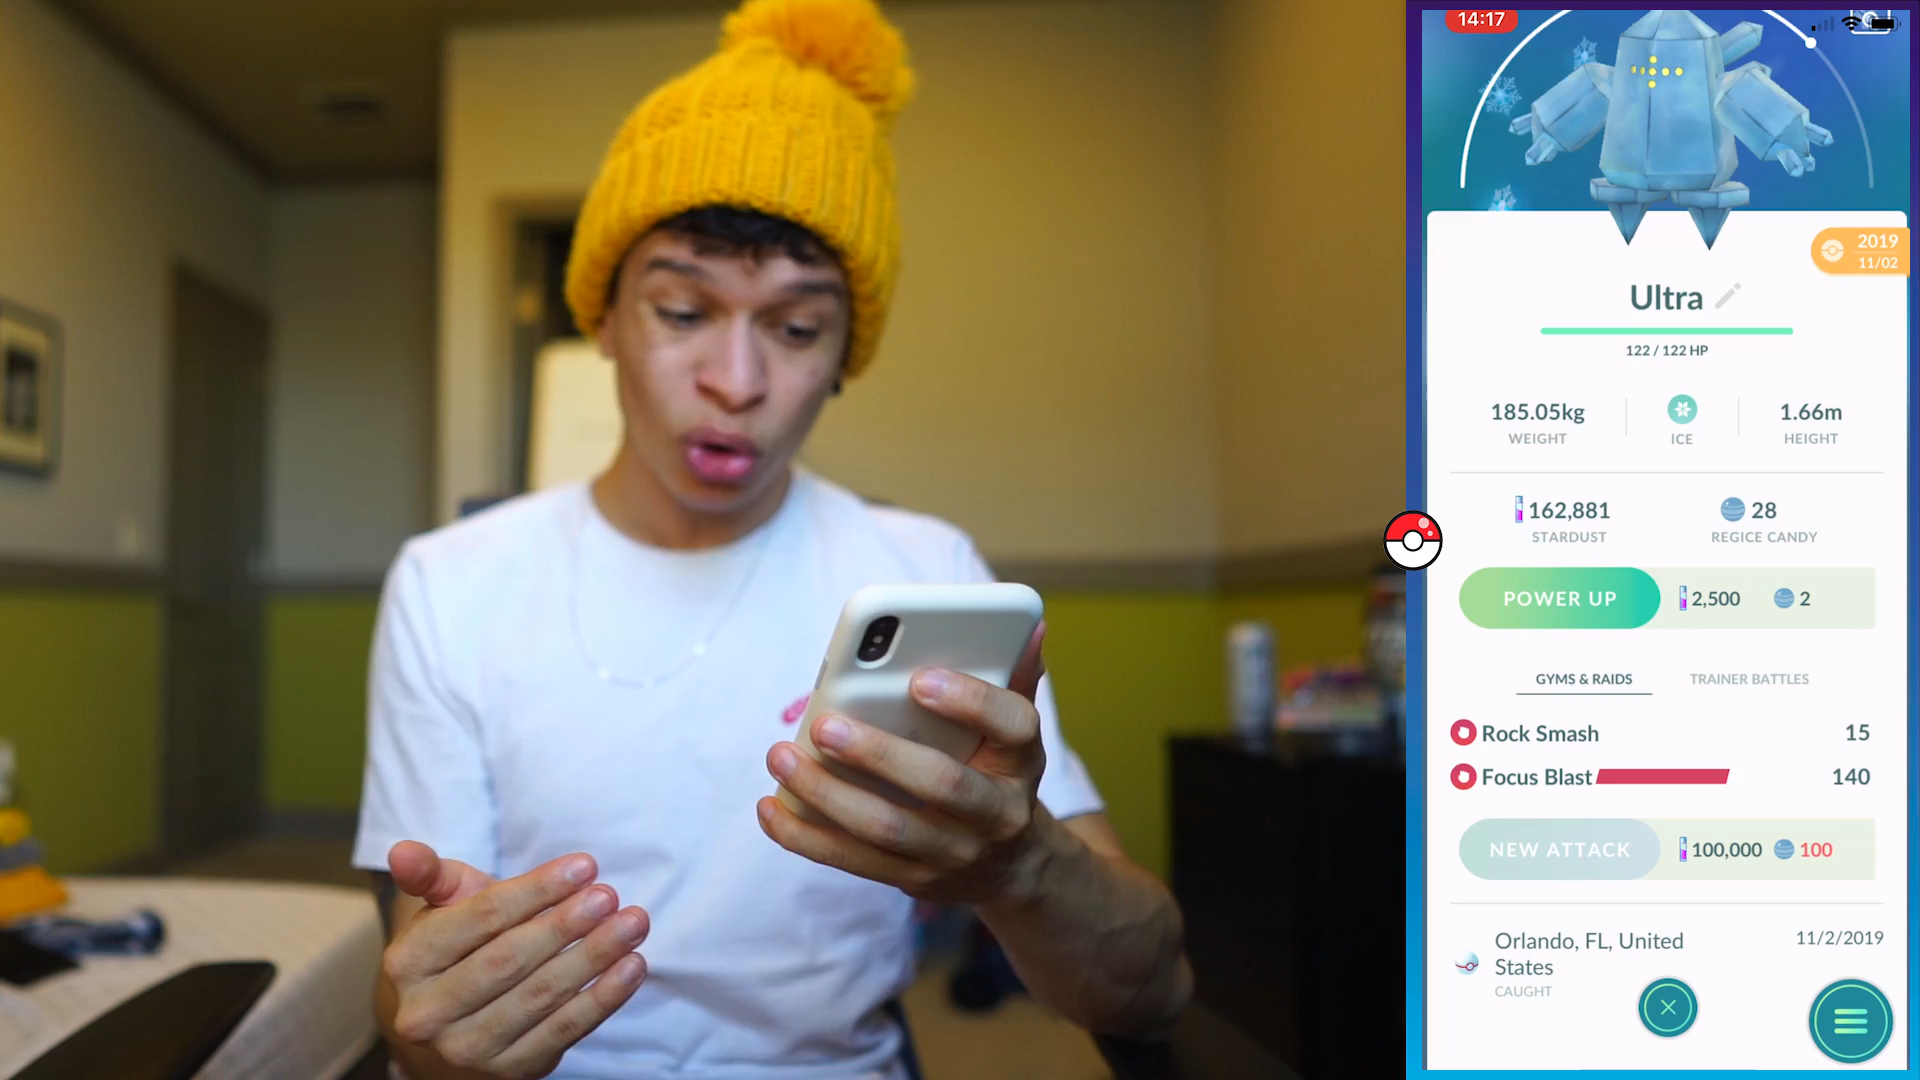 14:17
2019
11/02
Ultra
122 / 122 HP
185.05kg
WEIGHT
ICE
1.66m
HEIGHT
162,881
STARDUST
28
REGICE CANDY
POWER UP
2,500
2
GYMS & RAIDS
TRAINER BATTLES
Rock Smash
15
Focus Blast
140
NEW ATTACK
100,000
100
Orlando, FL, United
States
11/2/2019
CAUGHT